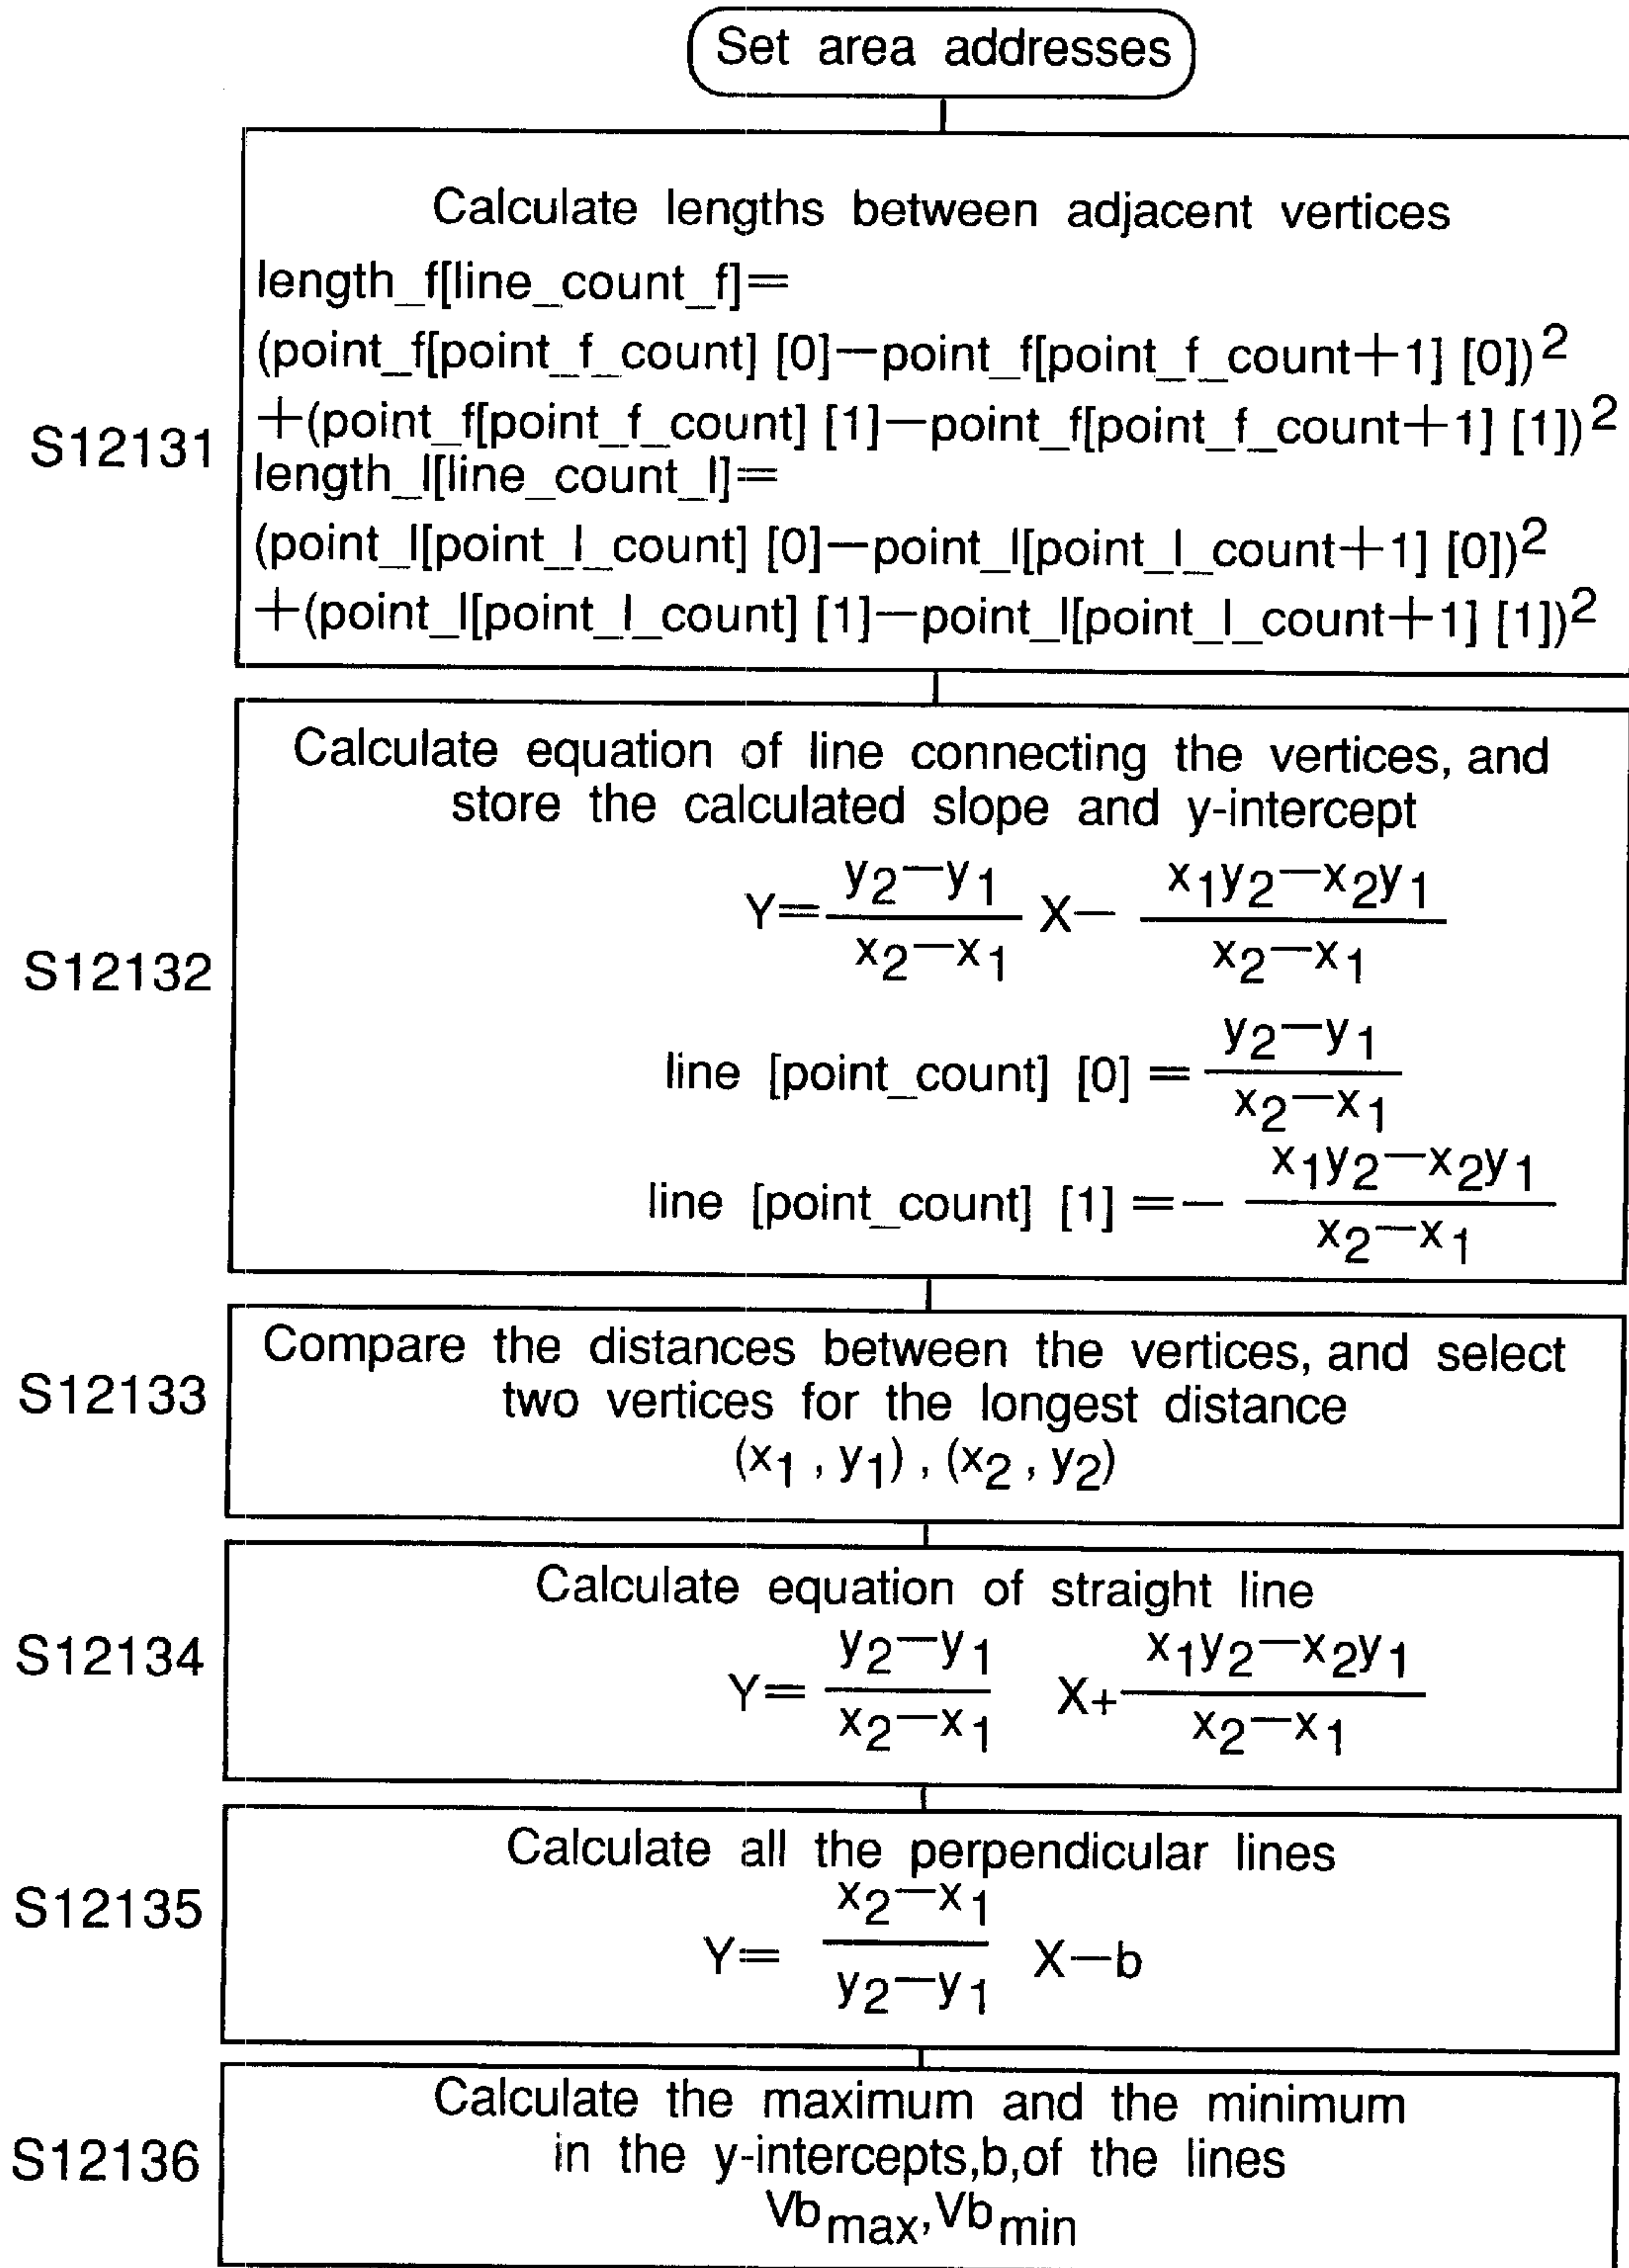 Set area addresses
Calculate lengths between adjacent vertices
length_f[line_count_f]=
(point_f[point_f_count] [0]—point_f[point_f_count+1] [0])²
+(point_f[point_f_count] [1]—point_f[point_f_count+1] [1])²
S12131
length_l[line_count_l]=
(point_l[point_l_count] [0]—point_l[point_l_count+1] [0])²
+(point_l[point_l_count] [1]—point_l[point_l_count+1] [1])²
Calculate equation of line connecting the vertices, and
store the calculated slope and y-intercept
y₂—y₁ x₁y₂—x₂y₁
Y= X—
x₂—x₁ x₂—x₁
S12132
y₂—y₁
line [point_count] [0] =
x₂—x₁
x₁y₂—x₂y₁
line [point_count] [1] =—
x₂—x₁
Compare the distances between the vertices, and select
S12133
two vertices for the longest distance
(x₁ , y₁) , (x₂ , y₂)
Calculate equation of straight line
S12134
y₂—y₁ x₁y₂—x₂y₁
Y= X+
x₂—x₁ x₂—x₁
Calculate all the perpendicular lines
S12135
x₂—x₁
Y= X—b
y₂—y₁
Calculate the maximum and the minimum
S12136
in the y-intercepts,b,of the lines
Vb max,Vb min